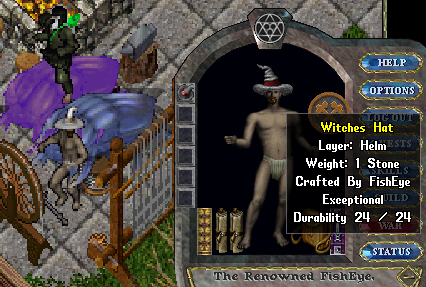 HELP
OPTIONS
LOG OUT
Witches Hat
Layer: Helm
Weight: 1 Stone
Crafted By FishEye
Exceptional
Durability 24 / 24
SKILLS
WAR
STATUS
The Renowned FishEye.